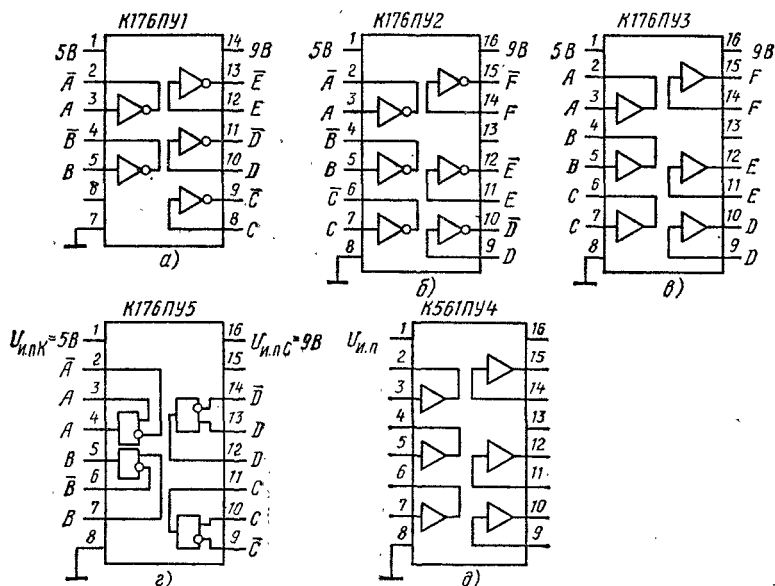 К176ПУ1
1 14
5В 9В
A̅ 2 13 E̅
A 3 12 E
B̅ 4 11 D̅
B 5 10 D
6 9 C̅
7 8 C
а)
К176ПУ2
1 16
5В 9В
A̅ 2 15 F̅
A 3 14 F
B̅ 4 13
B 5 12 E̅
C̅ 6 11 E
C 7 10 D̅
8 9 D
б)
К176ПУ3
1 16
5В 9В
A 2 15 F
A 3 14 F
B 4 13
B 5 12 E
C 6 11 E
C 7 10 D
8 9 D
в)
К176ПУ5
Uи.пК=5В 1 16 Uи.пС=9В
A̅ 2 15
A 3 14 D̅
A 4 13 D
B 5 12 D
B̅ 6 11 C
B 7 10 C
8 9 C̅
г)
К561ПУ4
Uи.п 1 16
2 15
3 14
4 13
5 12
6 11
7 10
8 9
д)